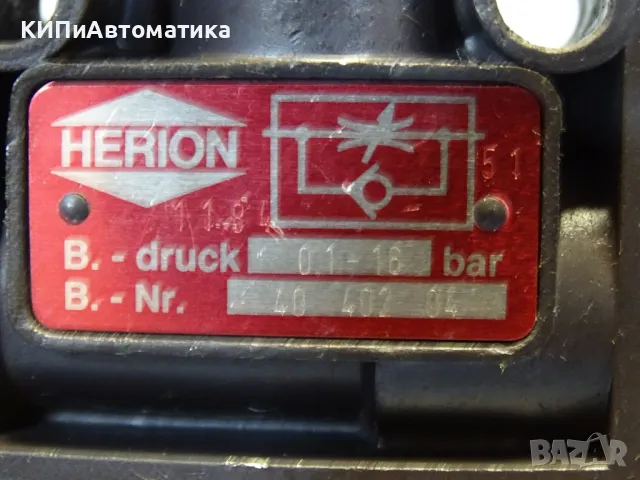 КИПиАвтоматика
HERION
51
B. - druck 0,1-16 bar
B. - Nr. 40 402 04
BAZAR